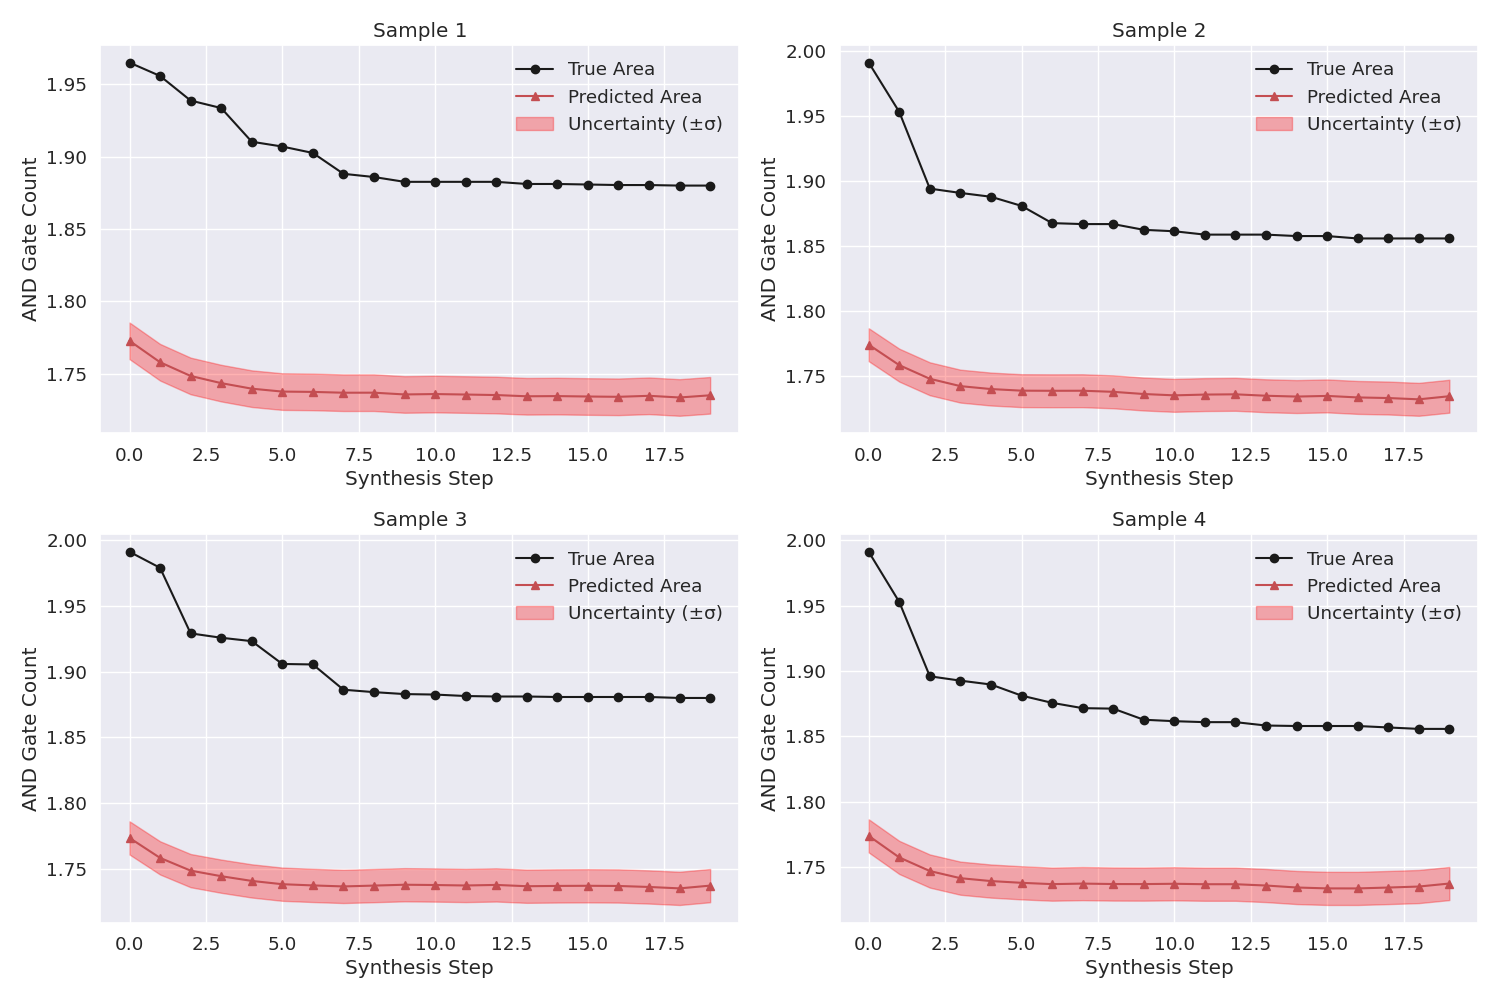 Sample 1
True Area
Predicted Area
Uncertainty (±σ)
AND Gate Count
1.95
1.90
1.85
1.80
1.75
0.0 2.5 5.0 7.5 10.0 12.5 15.0 17.5
Synthesis Step
Sample 2
True Area
Predicted Area
Uncertainty (±σ)
AND Gate Count
2.00
1.95
1.90
1.85
1.80
1.75
0.0 2.5 5.0 7.5 10.0 12.5 15.0 17.5
Synthesis Step
Sample 3
True Area
Predicted Area
Uncertainty (±σ)
AND Gate Count
2.00
1.95
1.90
1.85
1.80
1.75
0.0 2.5 5.0 7.5 10.0 12.5 15.0 17.5
Synthesis Step
Sample 4
True Area
Predicted Area
Uncertainty (±σ)
AND Gate Count
2.00
1.95
1.90
1.85
1.80
1.75
0.0 2.5 5.0 7.5 10.0 12.5 15.0 17.5
Synthesis Step